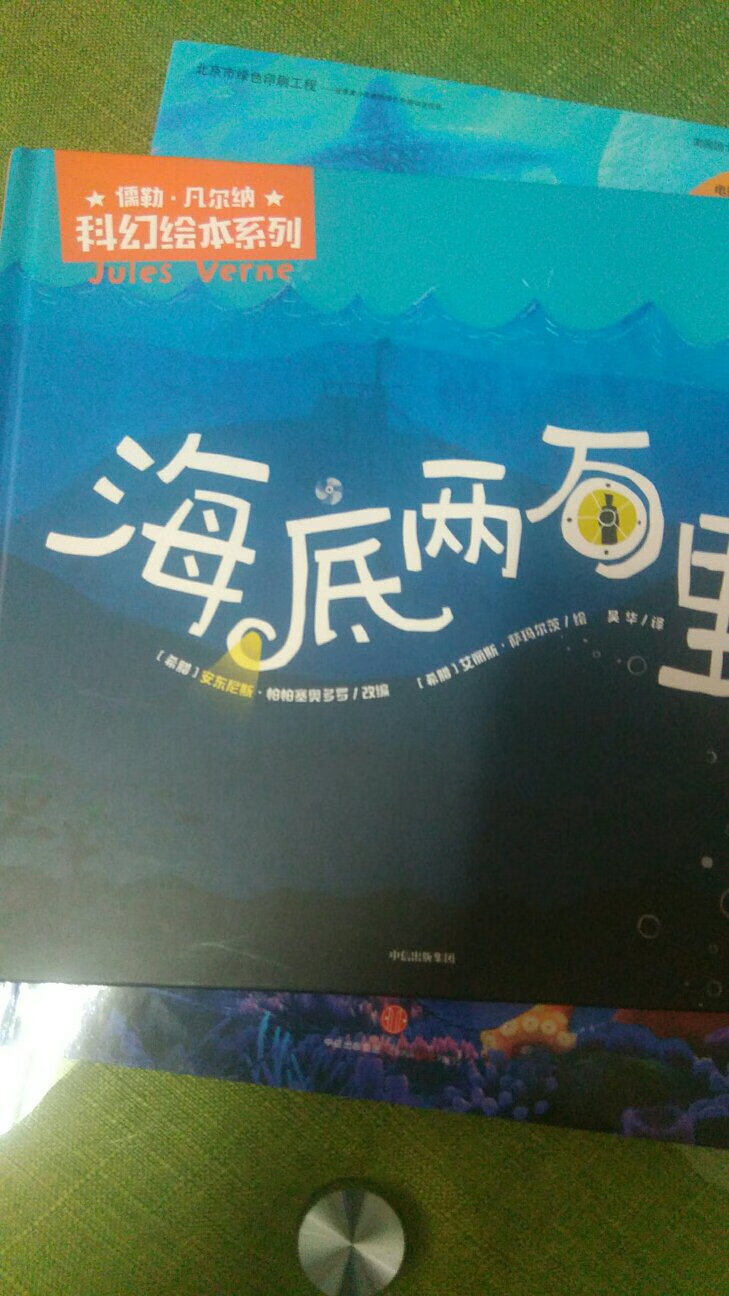 北京市绿色印刷工程
儒勒·凡尔纳
科幻绘本系列
Jules Verne
海底两百里
[希腊]安东尼斯·帕帕塞奥多罗/改编 [希腊]艾丽斯·萨玛尔茨/绘 吴华/译
中信出版集团